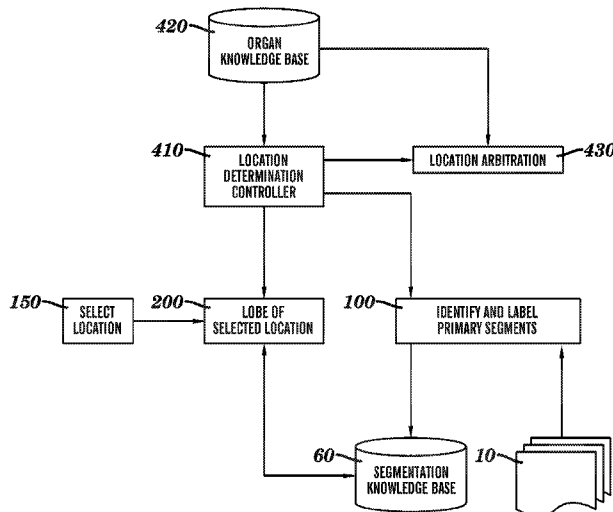 420
ORGAN
KNOWLEDGE BASE
410
LOCATION
DETERMINATION
CONTROLLER
LOCATION ARBITRATION
430
150
SELECT
LOCATION
200
LOBE OF
SELECTED LOCATION
100
IDENTIFY AND LABEL
PRIMARY SEGMENTS
60
SEGMENTATION
KNOWLEDGE BASE
10